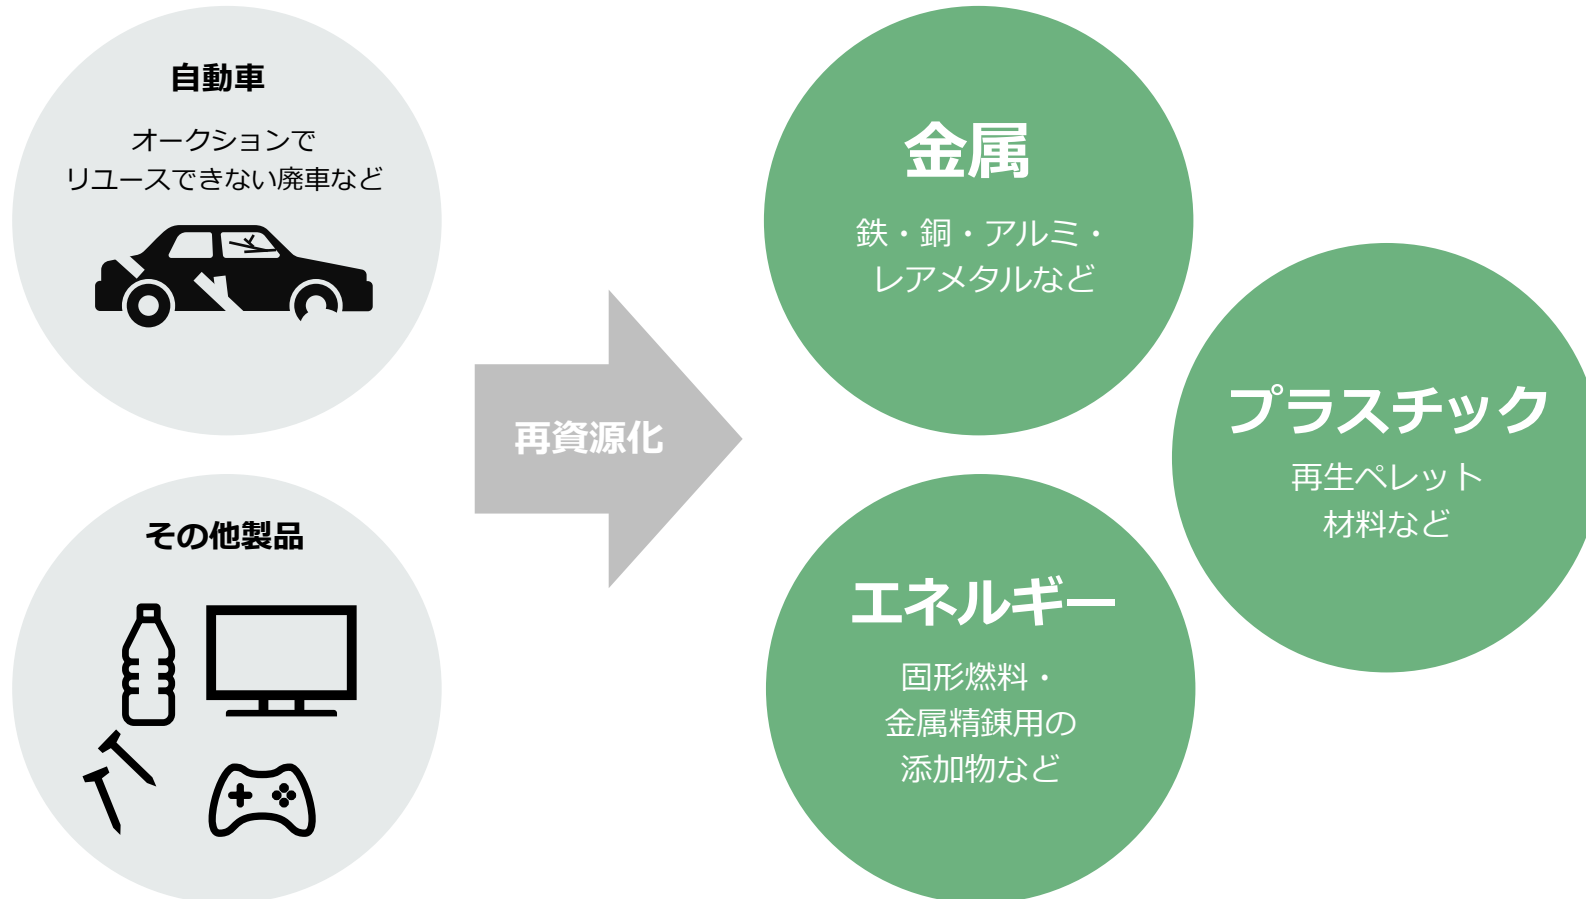 自動車
オークションで
リユースできない廃車など
その他製品
再資源化
金属
鉄・銅・アルミ・
レアメタルなど
プラスチック
再生ペレット
材料など
エネルギー
固形燃料・
金属精錬用の
添加物など